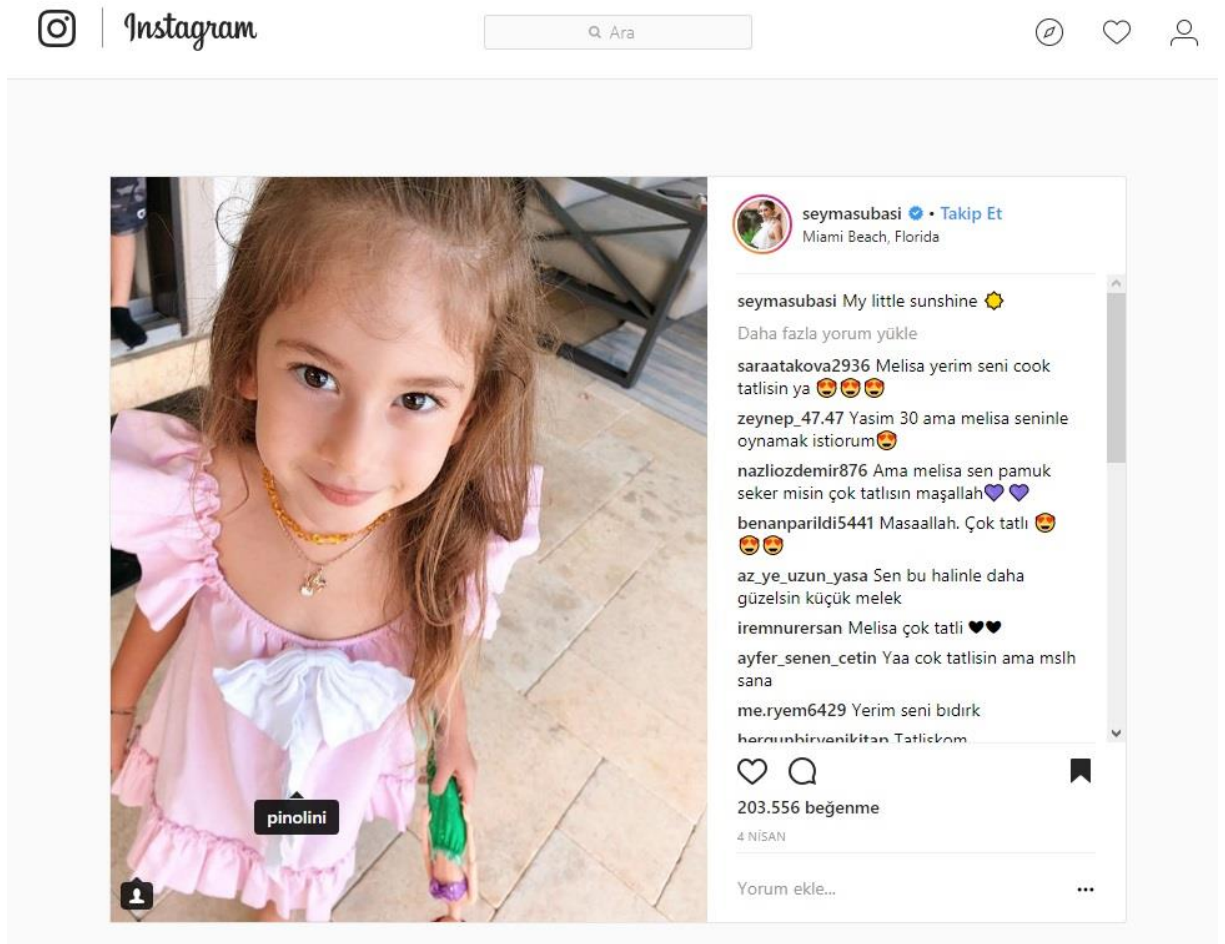 Instagram
Ara
seymasubasi • Takip Et
Miami Beach, Florida
seymasubasi My little sunshine
Daha fazla yorum yükle
saraatakova2936 Melisa yerim seni cook
tatlisin ya
zeynep_47.47 Yasim 30 ama melisa seninle
oynamak istiorum
nazliozdemir876 Ama melisa sen pamuk
seker misin çok tatlısın maşallah
benanparildi5441 Masaallah. Çok tatlı
az_ye_uzun_yasa Sen bu halinle daha
güzelsin küçük melek
iremnurersan Melisa çok tatli
ayfer_senen_cetin Yaa cok tatlisin ama mslh
sana
me.ryem6429 Yerim seni bıdırk
hergunbiryenikitap Tatliskom
203.556 beğenme
4 NİSAN
Yorum ekle...
pinolini